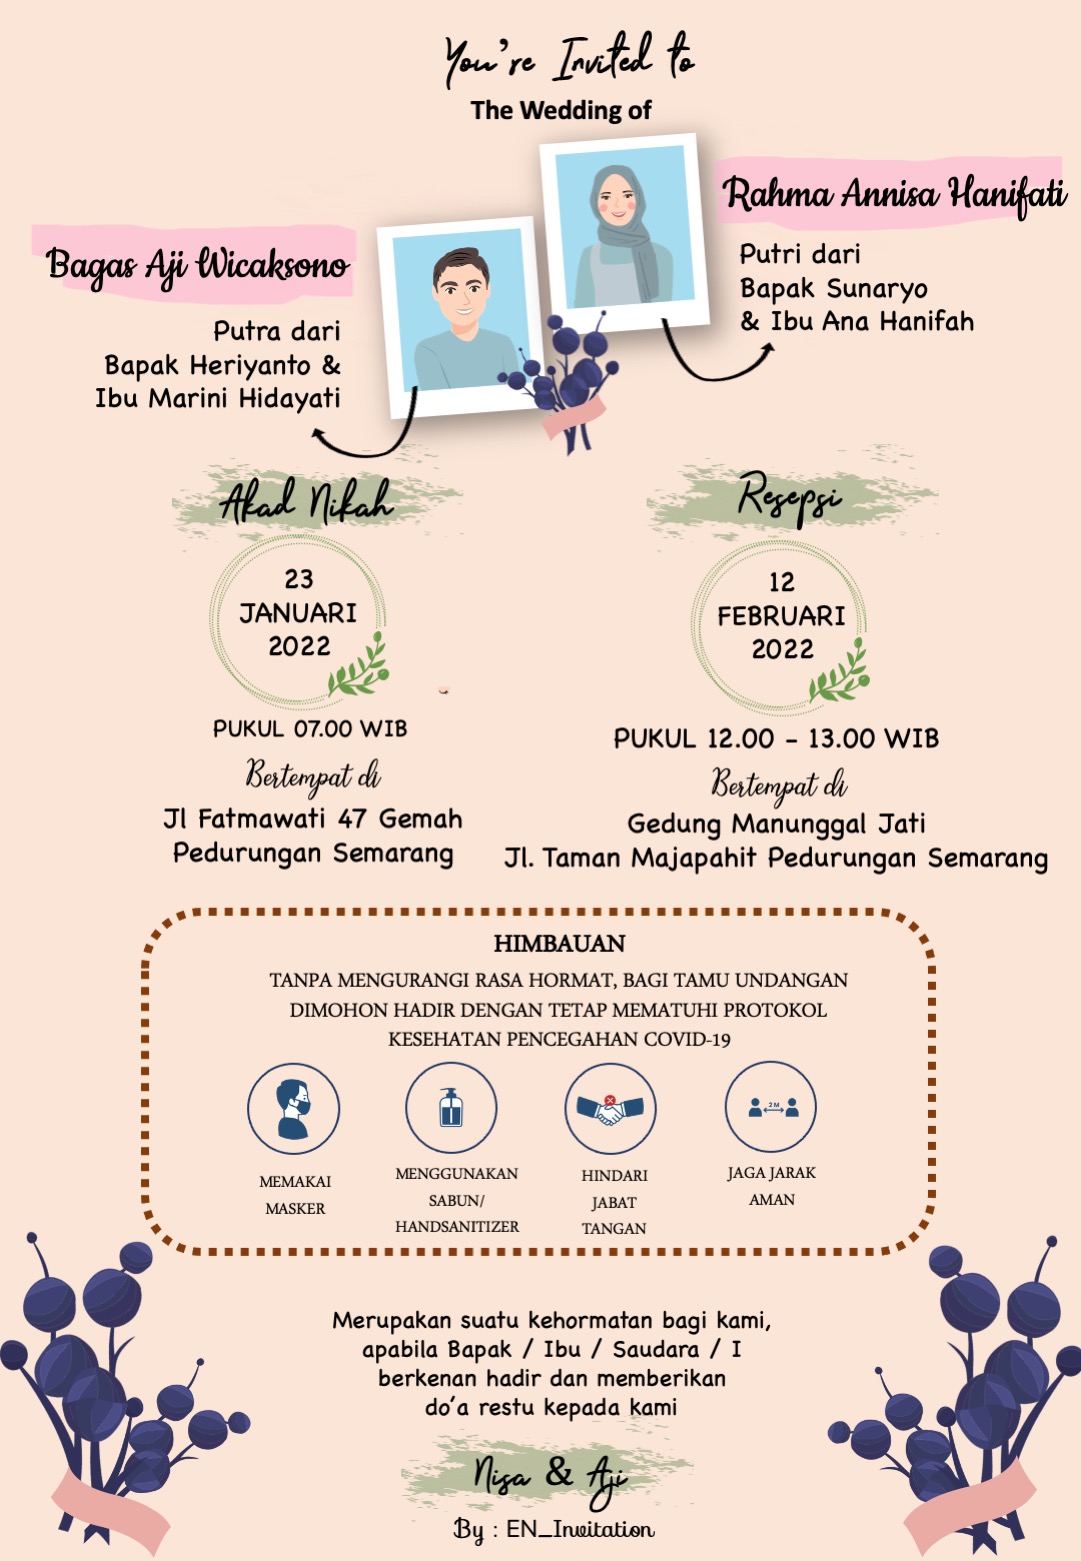 You're Invited to
The Wedding of
Rahma Annisa Hanifati
Putri dari
Bapak Sunaryo
& Ibu Ana Hanifah
Bagas Aji Wicaksono
Putra dari
Bapak Heriyanto &
Ibu Marini Hidayati
Akad Nikah
23
JANUARI
2022
PUKUL 07.00 WIB
Bertempat di
Jl Fatmawati 47 Gemah
Pedurungan Semarang
Resepsi
12
FEBRUARI
2022
PUKUL 12.00 - 13.00 WIB
Bertempat di
Gedung Manunggal Jati
Jl. Taman Majapahit Pedurungan Semarang
HIMBAUAN
TANPA MENGURANGI RASA HORMAT, BAGI TAMU UNDANGAN
DIMOHON HADIR DENGAN TETAP MEMATUHI PROTOKOL
KESEHATAN PENCEGAHAN COVID-19
MEMAKAI
MASKER
MENGGUNAKAN
SABUN/
HANDSANITIZER
HINDARI
JABAT
TANGAN
2 M
JAGA JARAK
AMAN
Merupakan suatu kehormatan bagi kami,
apabila Bapak / Ibu / Saudara / I
berkenan hadir dan memberikan
do'a restu kepada kami
Nisa & Aji
By : EN_Invitation